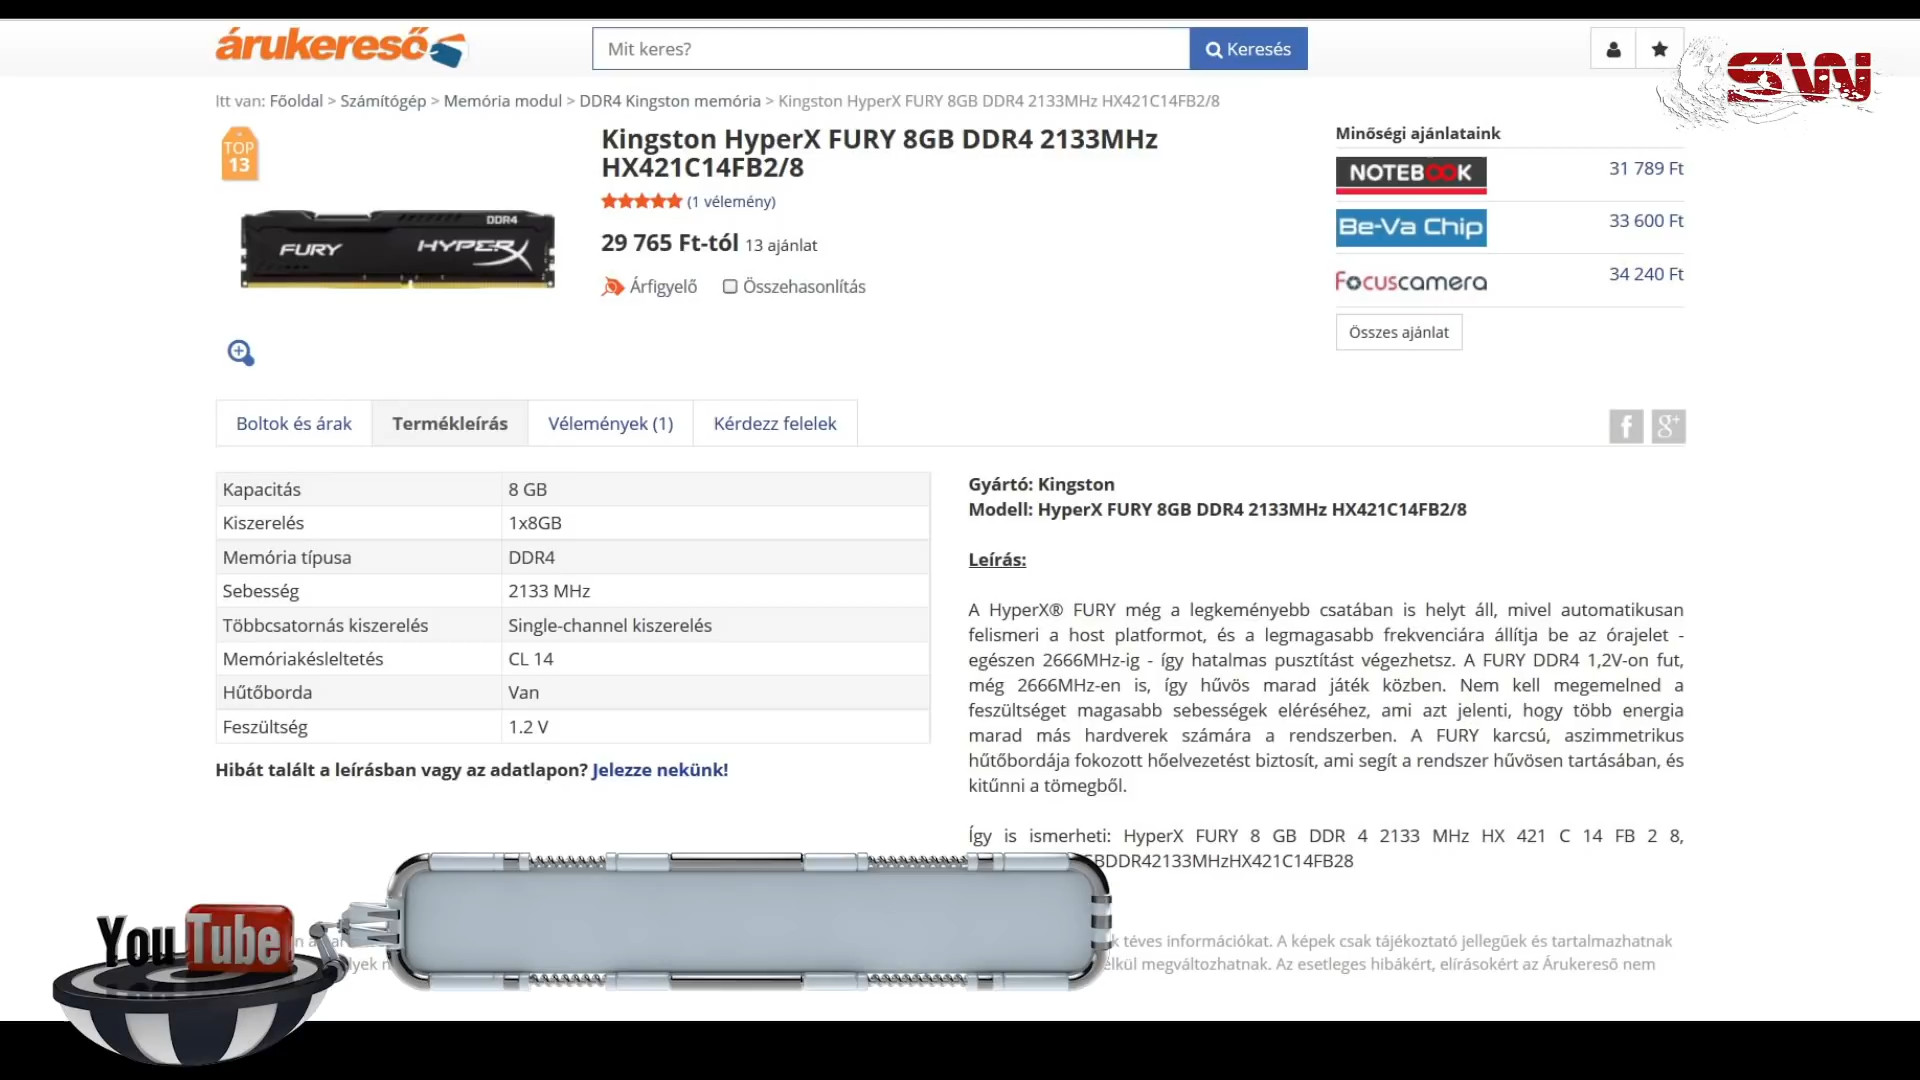 árukereső
Mit keres?
Keresés
SW
Itt van: Főoldal > Számítógép > Memória modul > DDR4 Kingston memória > Kingston HyperX FURY 8GB DDR4 2133MHz HX421C14FB2/8
TOP
13
DDR4
FURY
HYPERX
Kingston HyperX FURY 8GB DDR4 2133MHz
HX421C14FB2/8
(1 vélemény)
29 765 Ft-tól 13 ajánlat
Árfigyelő
Összehasonlítás
Minőségi ajánlataink
NOTEBOOK 31 789 Ft
Be-Va Chip 33 600 Ft
Focuscamera 34 240 Ft
Összes ajánlat
Boltok és árak
Termékleírás
Vélemények (1)
Kérdezz felelek
f
g+
Kapacitás 8 GB
Kiszerelés 1x8GB
Memória típusa DDR4
Sebesség 2133 MHz
Többcsatornás kiszerelés Single-channel kiszerelés
Memóriakésleltetés CL 14
Hűtőborda Van
Feszültség 1.2 V
Hibát talált a leírásban vagy az adatlapon? Jelezze nekünk!
Gyártó: Kingston
Modell: HyperX FURY 8GB DDR4 2133MHz HX421C14FB2/8
Leírás:
A HyperX® FURY még a legkeményebb csatában is helyt áll, mivel automatikusan
felismeri a host platformot, és a legmagasabb frekvenciára állítja be az órajelet -
egészen 2666MHz-ig - így hatalmas pusztítást végezhetsz. A FURY DDR4 1,2V-on fut,
még 2666MHz-en is, így hűvös marad játék közben. Nem kell megemelned a
feszültséget magasabb sebességek eléréséhez, ami azt jelenti, hogy több energia
marad más hardverek számára a rendszerben. A FURY karcsú, aszimmetrikus
hűtőbordája fokozott hőelvezetést biztosít, ami segít a rendszer hűvösen tartásában, és
kitűnni a tömegből.
Így is ismerheti: HyperX FURY 8 GB DDR 4 2133 MHz HX 421 C 14 FB 2 8,
GBDDR42133MHzHX421C14FB28
YouTube
téves információkat. A képek csak tájékoztató jellegűek és tartalmazhatnak
megváltozhatnak. Az esetleges hibákért, elírásokért az Árukereső nem